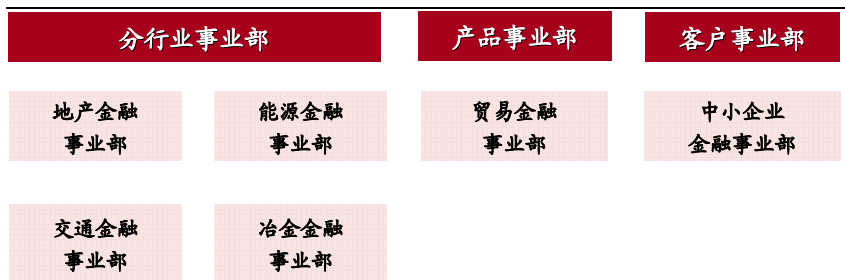 分行业事业部
产品事业部
客户事业部
地产金融
事业部
能源金融
事业部
贸易金融
事业部
中小企业
金融事业部
交通金融
事业部
冶金金融
事业部